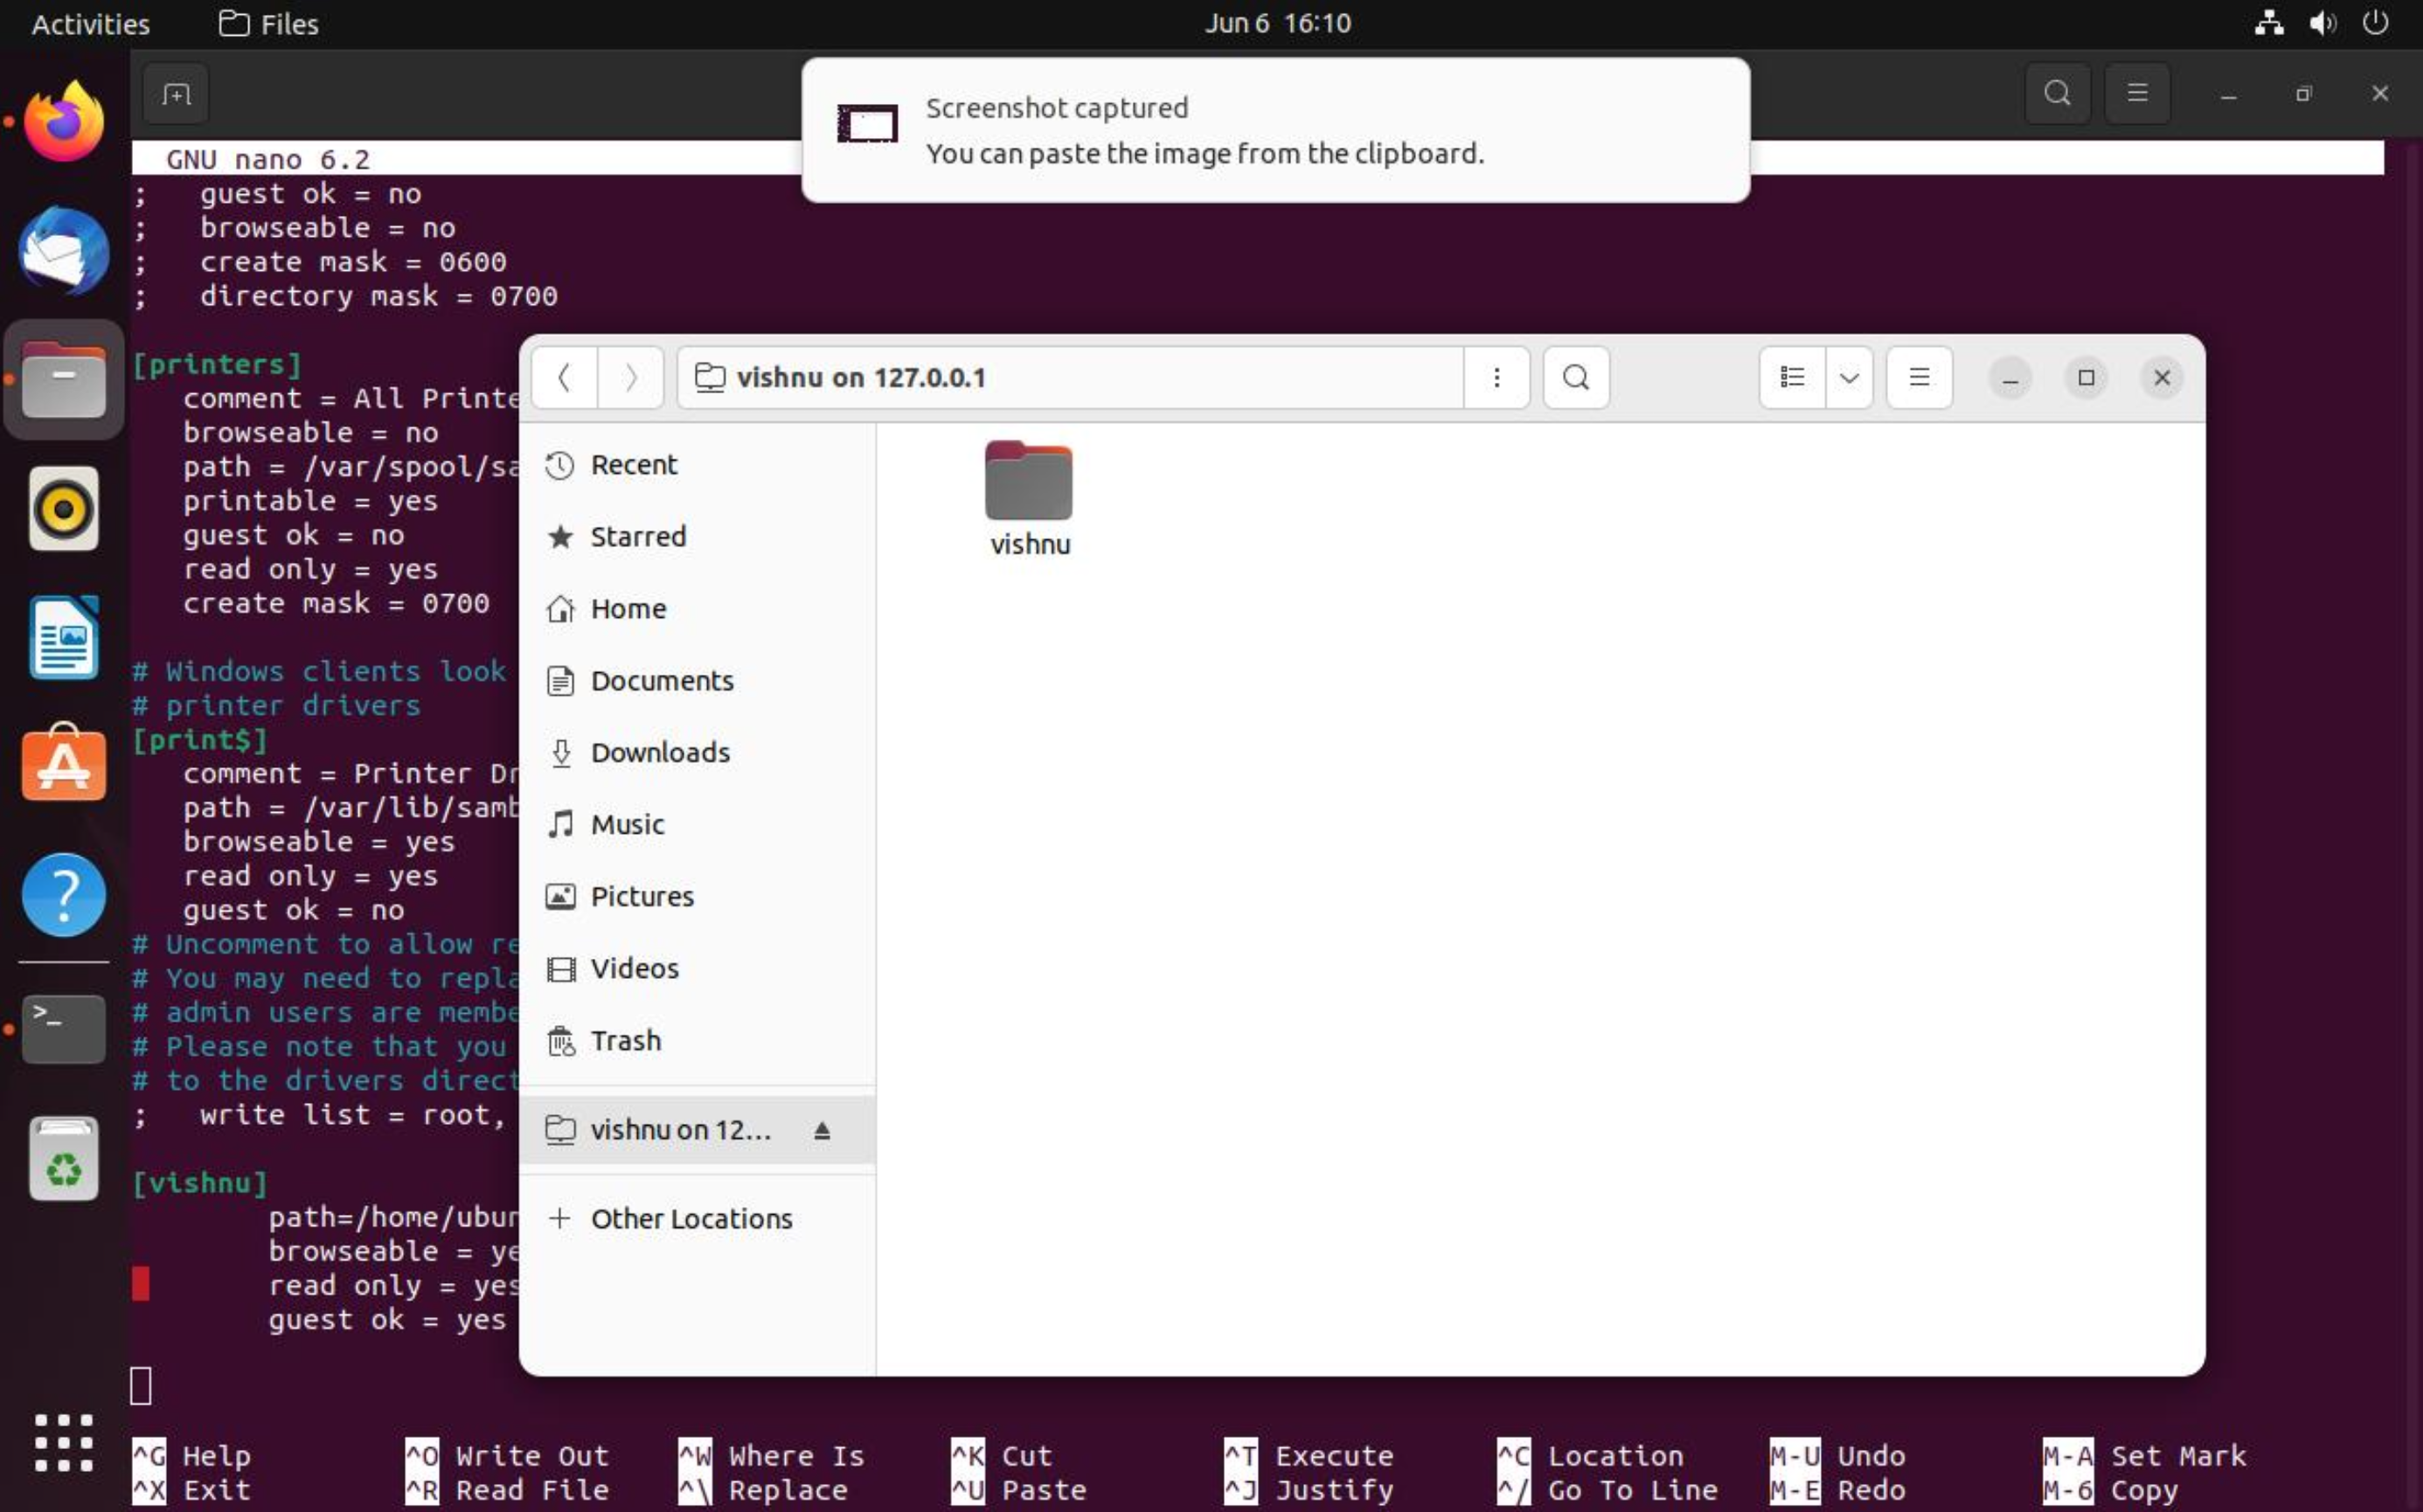 Activities Files Jun 6 16:10
Screenshot captured
You can paste the image from the clipboard.
GNU nano 6.2
; guest ok = no
; browseable = no
; create mask = 0600
; directory mask = 0700
[printers]
comment = All Printe
browseable = no
path = /var/spool/sa
printable = yes
guest ok = no
read only = yes
create mask = 0700
# Windows clients look
# printer drivers
[print$]
comment = Printer Dr
path = /var/lib/samb
browseable = yes
read only = yes
guest ok = no
# Uncomment to allow re
# You may need to repla
# admin users are membe
# Please note that you
# to the drivers direct
; write list = root,
[vishnu]
path=/home/ubun
browseable = ye
read only = yes
guest ok = yes
vishnu on 127.0.0.1
Recent
Starred
Home
Documents
Downloads
Music
Pictures
Videos
Trash
vishnu on 12...
+ Other Locations
vishnu
^G Help ^O Write Out ^W Where Is ^K Cut ^T Execute ^C Location M-U Undo M-A Set Mark
^X Exit ^R Read File ^\ Replace ^U Paste ^J Justify ^/ Go To Line M-E Redo M-6 Copy